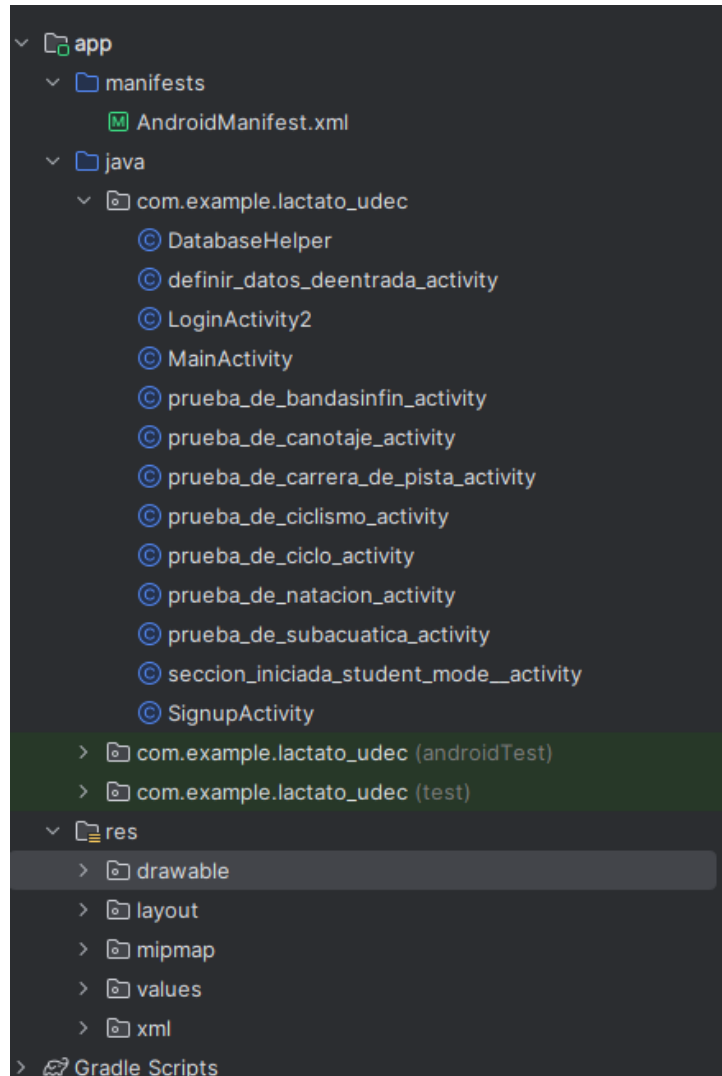 app
manifests
AndroidManifest.xml
java
com.example.lactato_udec
DatabaseHelper
definir_datos_deentrada_activity
LoginActivity2
MainActivity
prueba_de_bandasinfin_activity
prueba_de_canotaje_activity
prueba_de_carrera_de_pista_activity
prueba_de_ciclismo_activity
prueba_de_ciclo_activity
prueba_de_natacion_activity
prueba_de_subacuatica_activity
seccion_iniciada_student_mode__activity
SignupActivity
com.example.lactato_udec (androidTest)
com.example.lactato_udec (test)
res
drawable
layout
mipmap
values
xml
Gradle Scripts